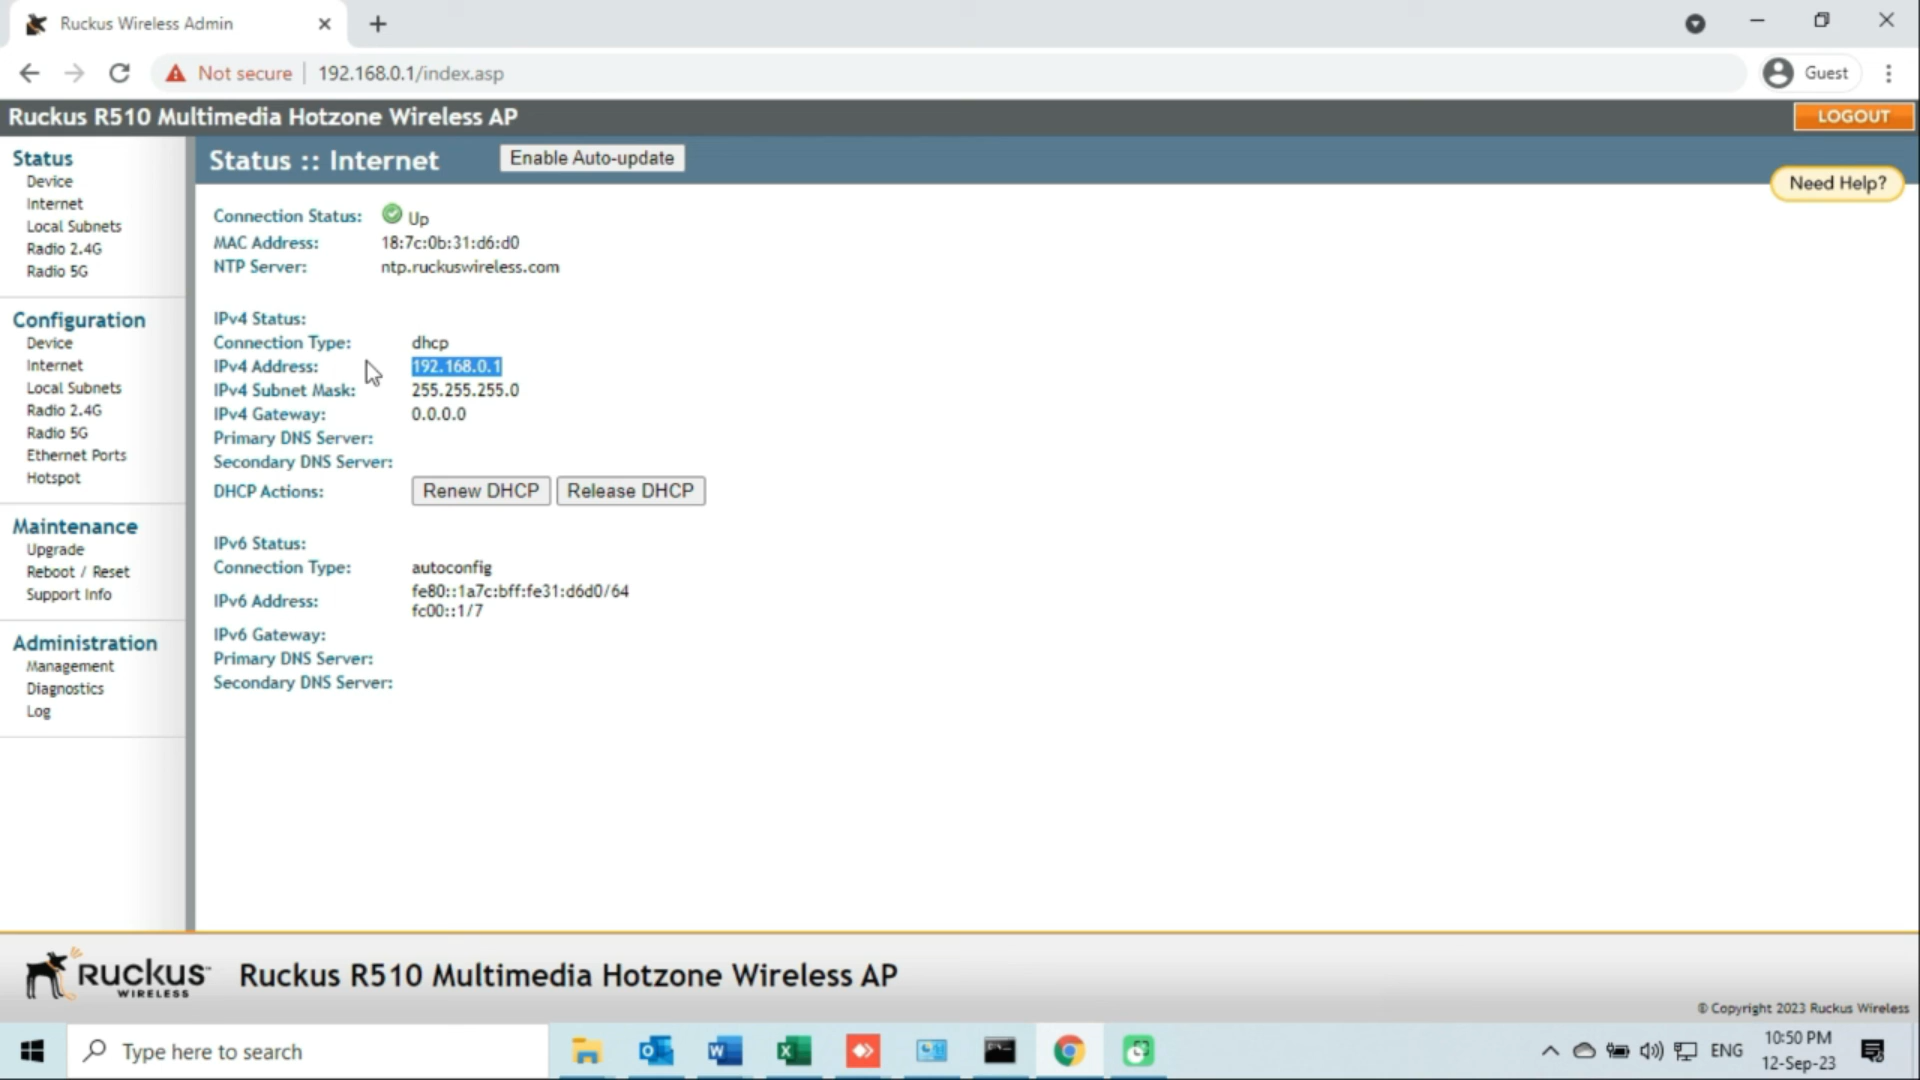 Ruckus Wireless Admin
Not secure
192.168.0.1/index.asp
Guest
Ruckus R510 Multimedia Hotzone Wireless AP
LOGOUT
Status
Device
Internet
Local Subnets
Radio 2.4G
Radio 5G
Configuration
Device
Internet
Local Subnets
Radio 2.4G
Radio 5G
Ethernet Ports
Hotspot
Maintenance
Upgrade
Reboot / Reset
Support Info
Administration
Management
Diagnostics
Log
Status :: Internet
Enable Auto-update
Need Help?
Connection Status: Up
MAC Address: 18:7c:0b:31:d6:d0
NTP Server: ntp.ruckuswireless.com
IPv4 Status:
Connection Type: dhcp
IPv4 Address: 192.168.0.1
IPv4 Subnet Mask: 255.255.255.0
IPv4 Gateway: 0.0.0.0
Primary DNS Server:
Secondary DNS Server:
DHCP Actions: Renew DHCP Release DHCP
IPv6 Status:
Connection Type: autoconfig
IPv6 Address: fe80::1a7c:bff:fe31:d6d0/64
fc00::1/7
IPv6 Gateway:
Primary DNS Server:
Secondary DNS Server:
RUCKUS
WIRELESS
Ruckus R510 Multimedia Hotzone Wireless AP
© Copyright 2023 Ruckus Wireless
Type here to search
ENG
10:50 PM
12-Sep-23